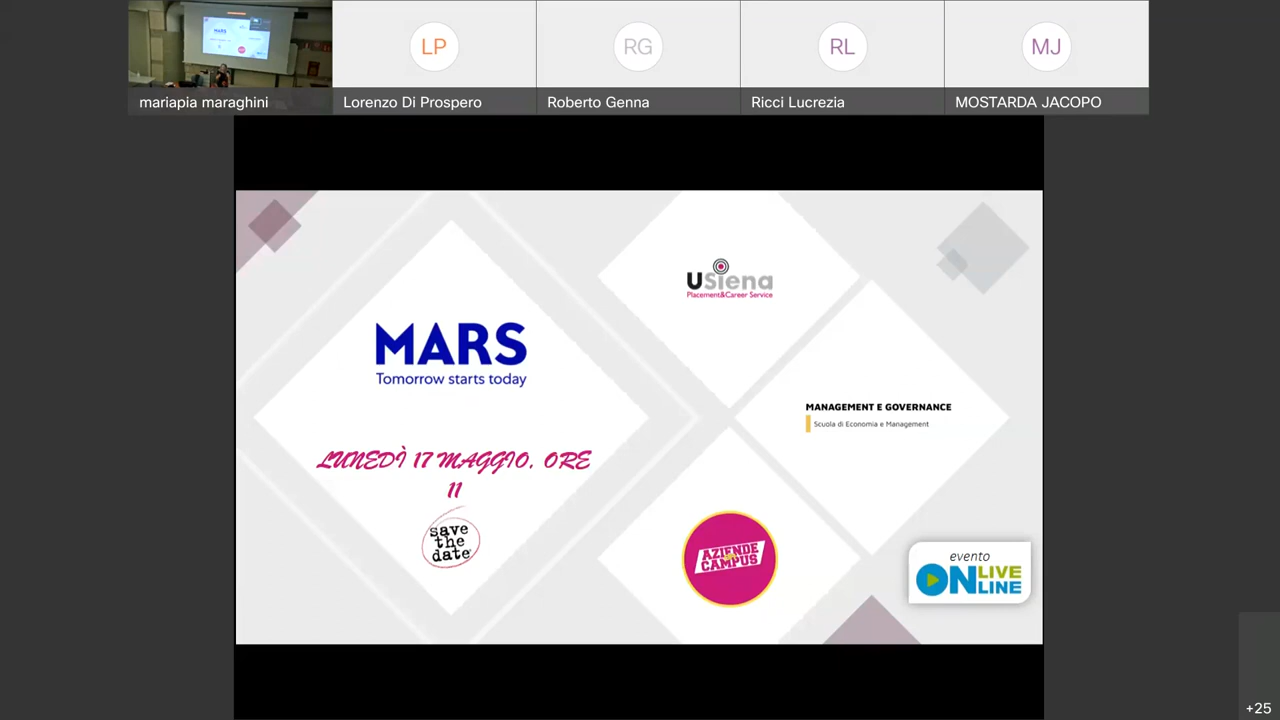 MARS
mariapia maraghini
LP
Lorenzo Di Prospero
RG
Roberto Genna
RL
Ricci Lucrezia
MJ
MOSTARDA JACOPO
MARS
Tomorrow starts today
LUNEDÌ 17 MAGGIO, ORE
11
save
the
date
USiena
Placement&Career Service
MANAGEMENT E GOVERNANCE
Scuola di Economia e Management
AZIENDE
CAMPUS
evento
ON LIVE
LINE
+25